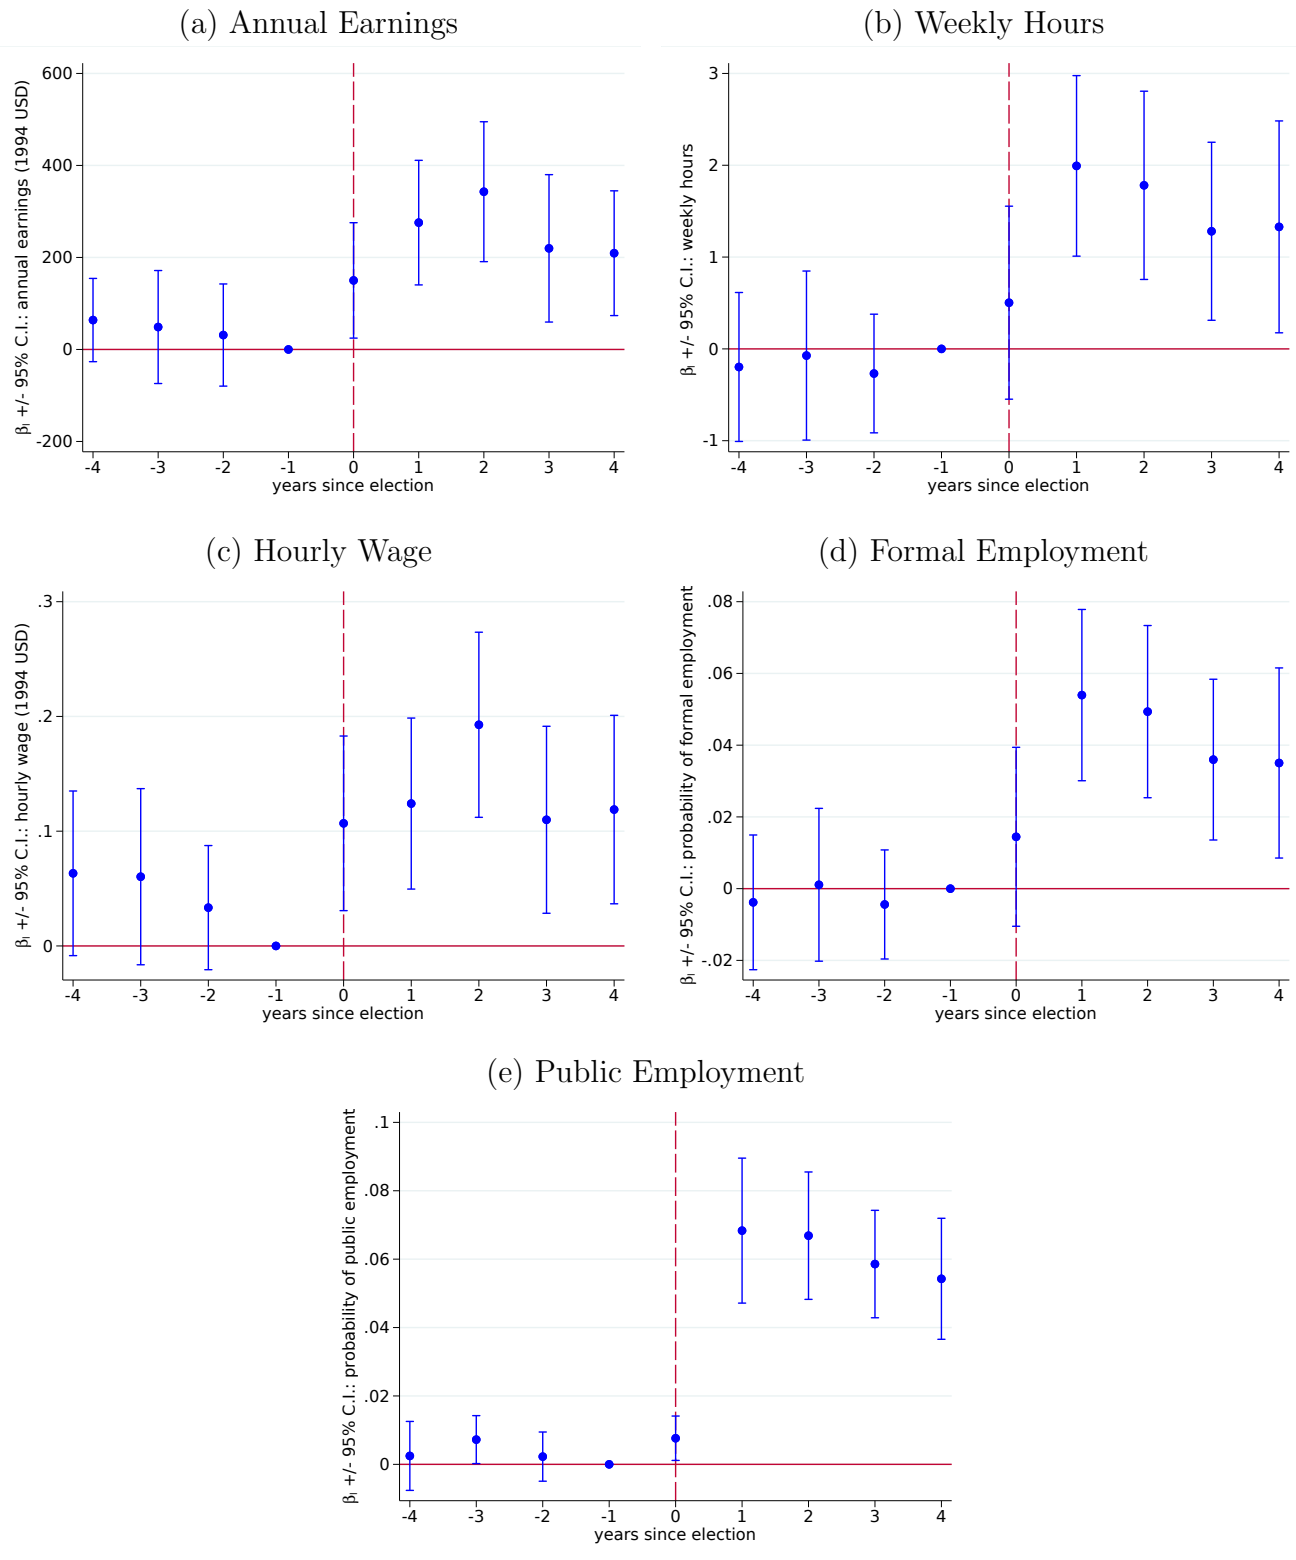 (a) Annual Earnings
β_l +/- 95% C.I.: annual earnings (1994 USD)
600
400
200
0
-200
-4 -3 -2 -1 0 1 2 3 4
years since election
(b) Weekly Hours
β_l +/- 95% C.I.: weekly hours
3
2
1
0
-1
-4 -3 -2 -1 0 1 2 3 4
years since election
(c) Hourly Wage
β_l +/- 95% C.I.: hourly wage (1994 USD)
.3
.2
.1
0
-4 -3 -2 -1 0 1 2 3 4
years since election
(d) Formal Employment
β_l +/- 95% C.I.: probability of formal employment
.08
.06
.04
.02
0
-.02
-4 -3 -2 -1 0 1 2 3 4
years since election
(e) Public Employment
β_l +/- 95% C.I.: probability of public employment
.1
.08
.06
.04
.02
0
-4 -3 -2 -1 0 1 2 3 4
years since election